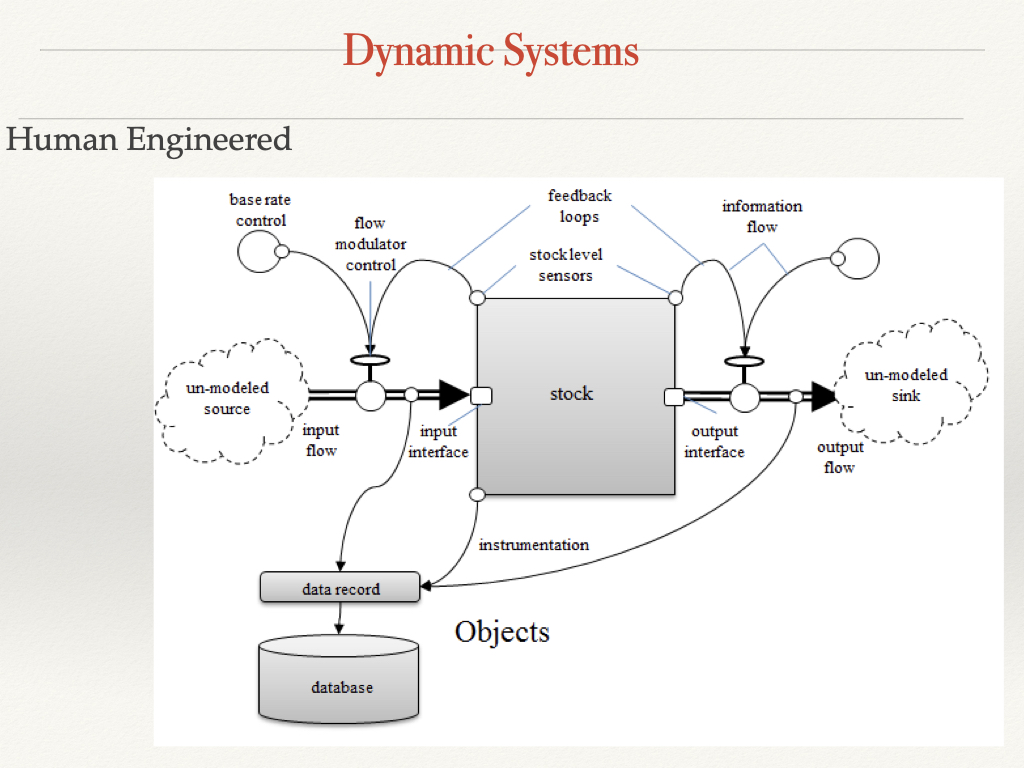 Dynamic Systems
Human Engineered
base rate
control
flow
modulator
control
feedback
loops
stock level
sensors
information
flow
un-modeled
source
input
flow
input
interface
stock
output
interface
un-modeled
sink
output
flow
instrumentation
data record
Objects
database